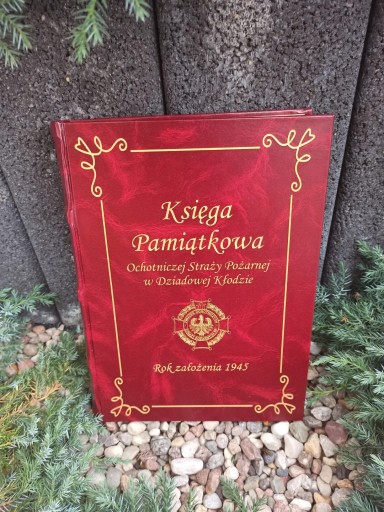 Księga
Pamiątkowa
Ochotniczej Straży Pożarnej
w Dziadowej Kłodzie
Rok założenia 1945